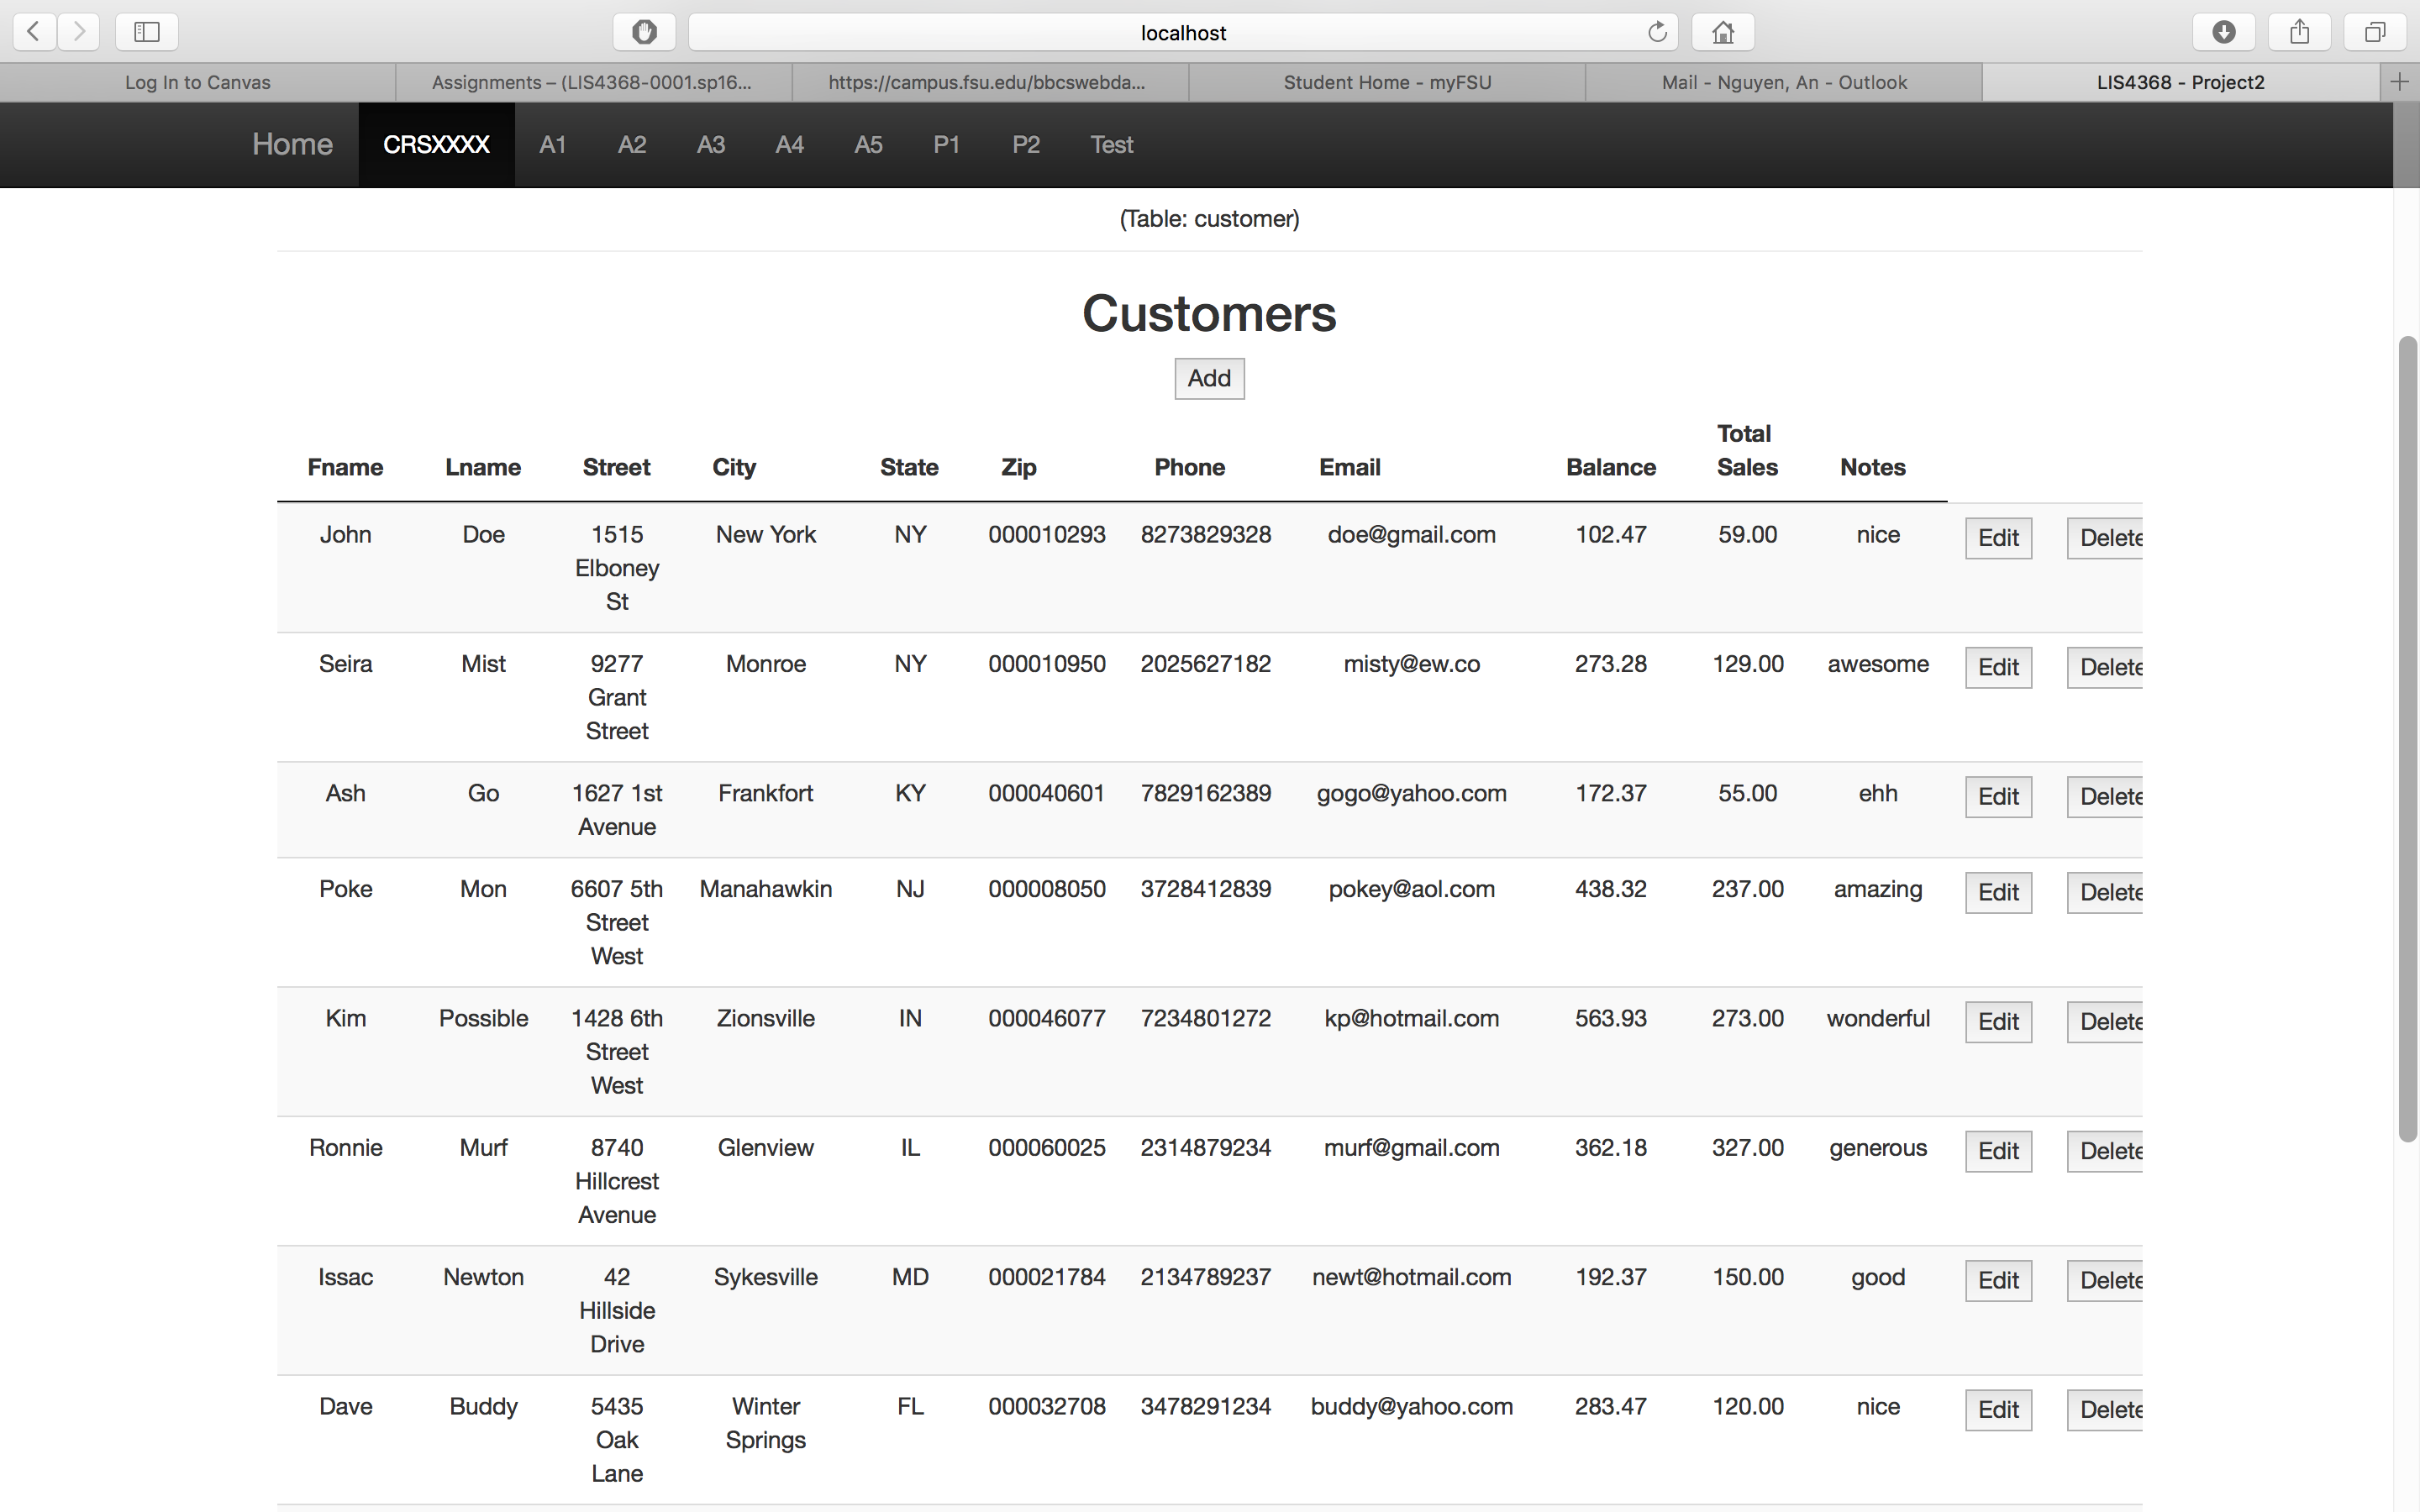 localhost
Log In to Canvas Assignments – (LIS4368-0001.sp16... https://campus.fsu.edu/bbcswebda... Student Home - myFSU Mail - Nguyen, An - Outlook LIS4368 - Project2
Home CRSXXXX A1 A2 A3 A4 A5 P1 P2 Test
(Table: customer)
Customers
Add
Total
Fname Lname Street City State Zip Phone Email Balance Sales Notes
John Doe 1515 New York NY 000010293 8273829328 doe@gmail.com 102.47 59.00 nice Edit Delete
Elboney
St
Seira Mist 9277 Monroe NY 000010950 2025627182 misty@ew.co 273.28 129.00 awesome Edit Delete
Grant
Street
Ash Go 1627 1st Frankfort KY 000040601 7829162389 gogo@yahoo.com 172.37 55.00 ehh Edit Delete
Avenue
Poke Mon 6607 5th Manahawkin NJ 000008050 3728412839 pokey@aol.com 438.32 237.00 amazing Edit Delete
Street
West
Kim Possible 1428 6th Zionsville IN 000046077 7234801272 kp@hotmail.com 563.93 273.00 wonderful Edit Delete
Street
West
Ronnie Murf 8740 Glenview IL 000060025 2314879234 murf@gmail.com 362.18 327.00 generous Edit Delete
Hillcrest
Avenue
Issac Newton 42 Sykesville MD 000021784 2134789237 newt@hotmail.com 192.37 150.00 good Edit Delete
Hillside
Drive
Dave Buddy 5435 Winter FL 000032708 3478291234 buddy@yahoo.com 283.47 120.00 nice Edit Delete
Oak Springs
Lane